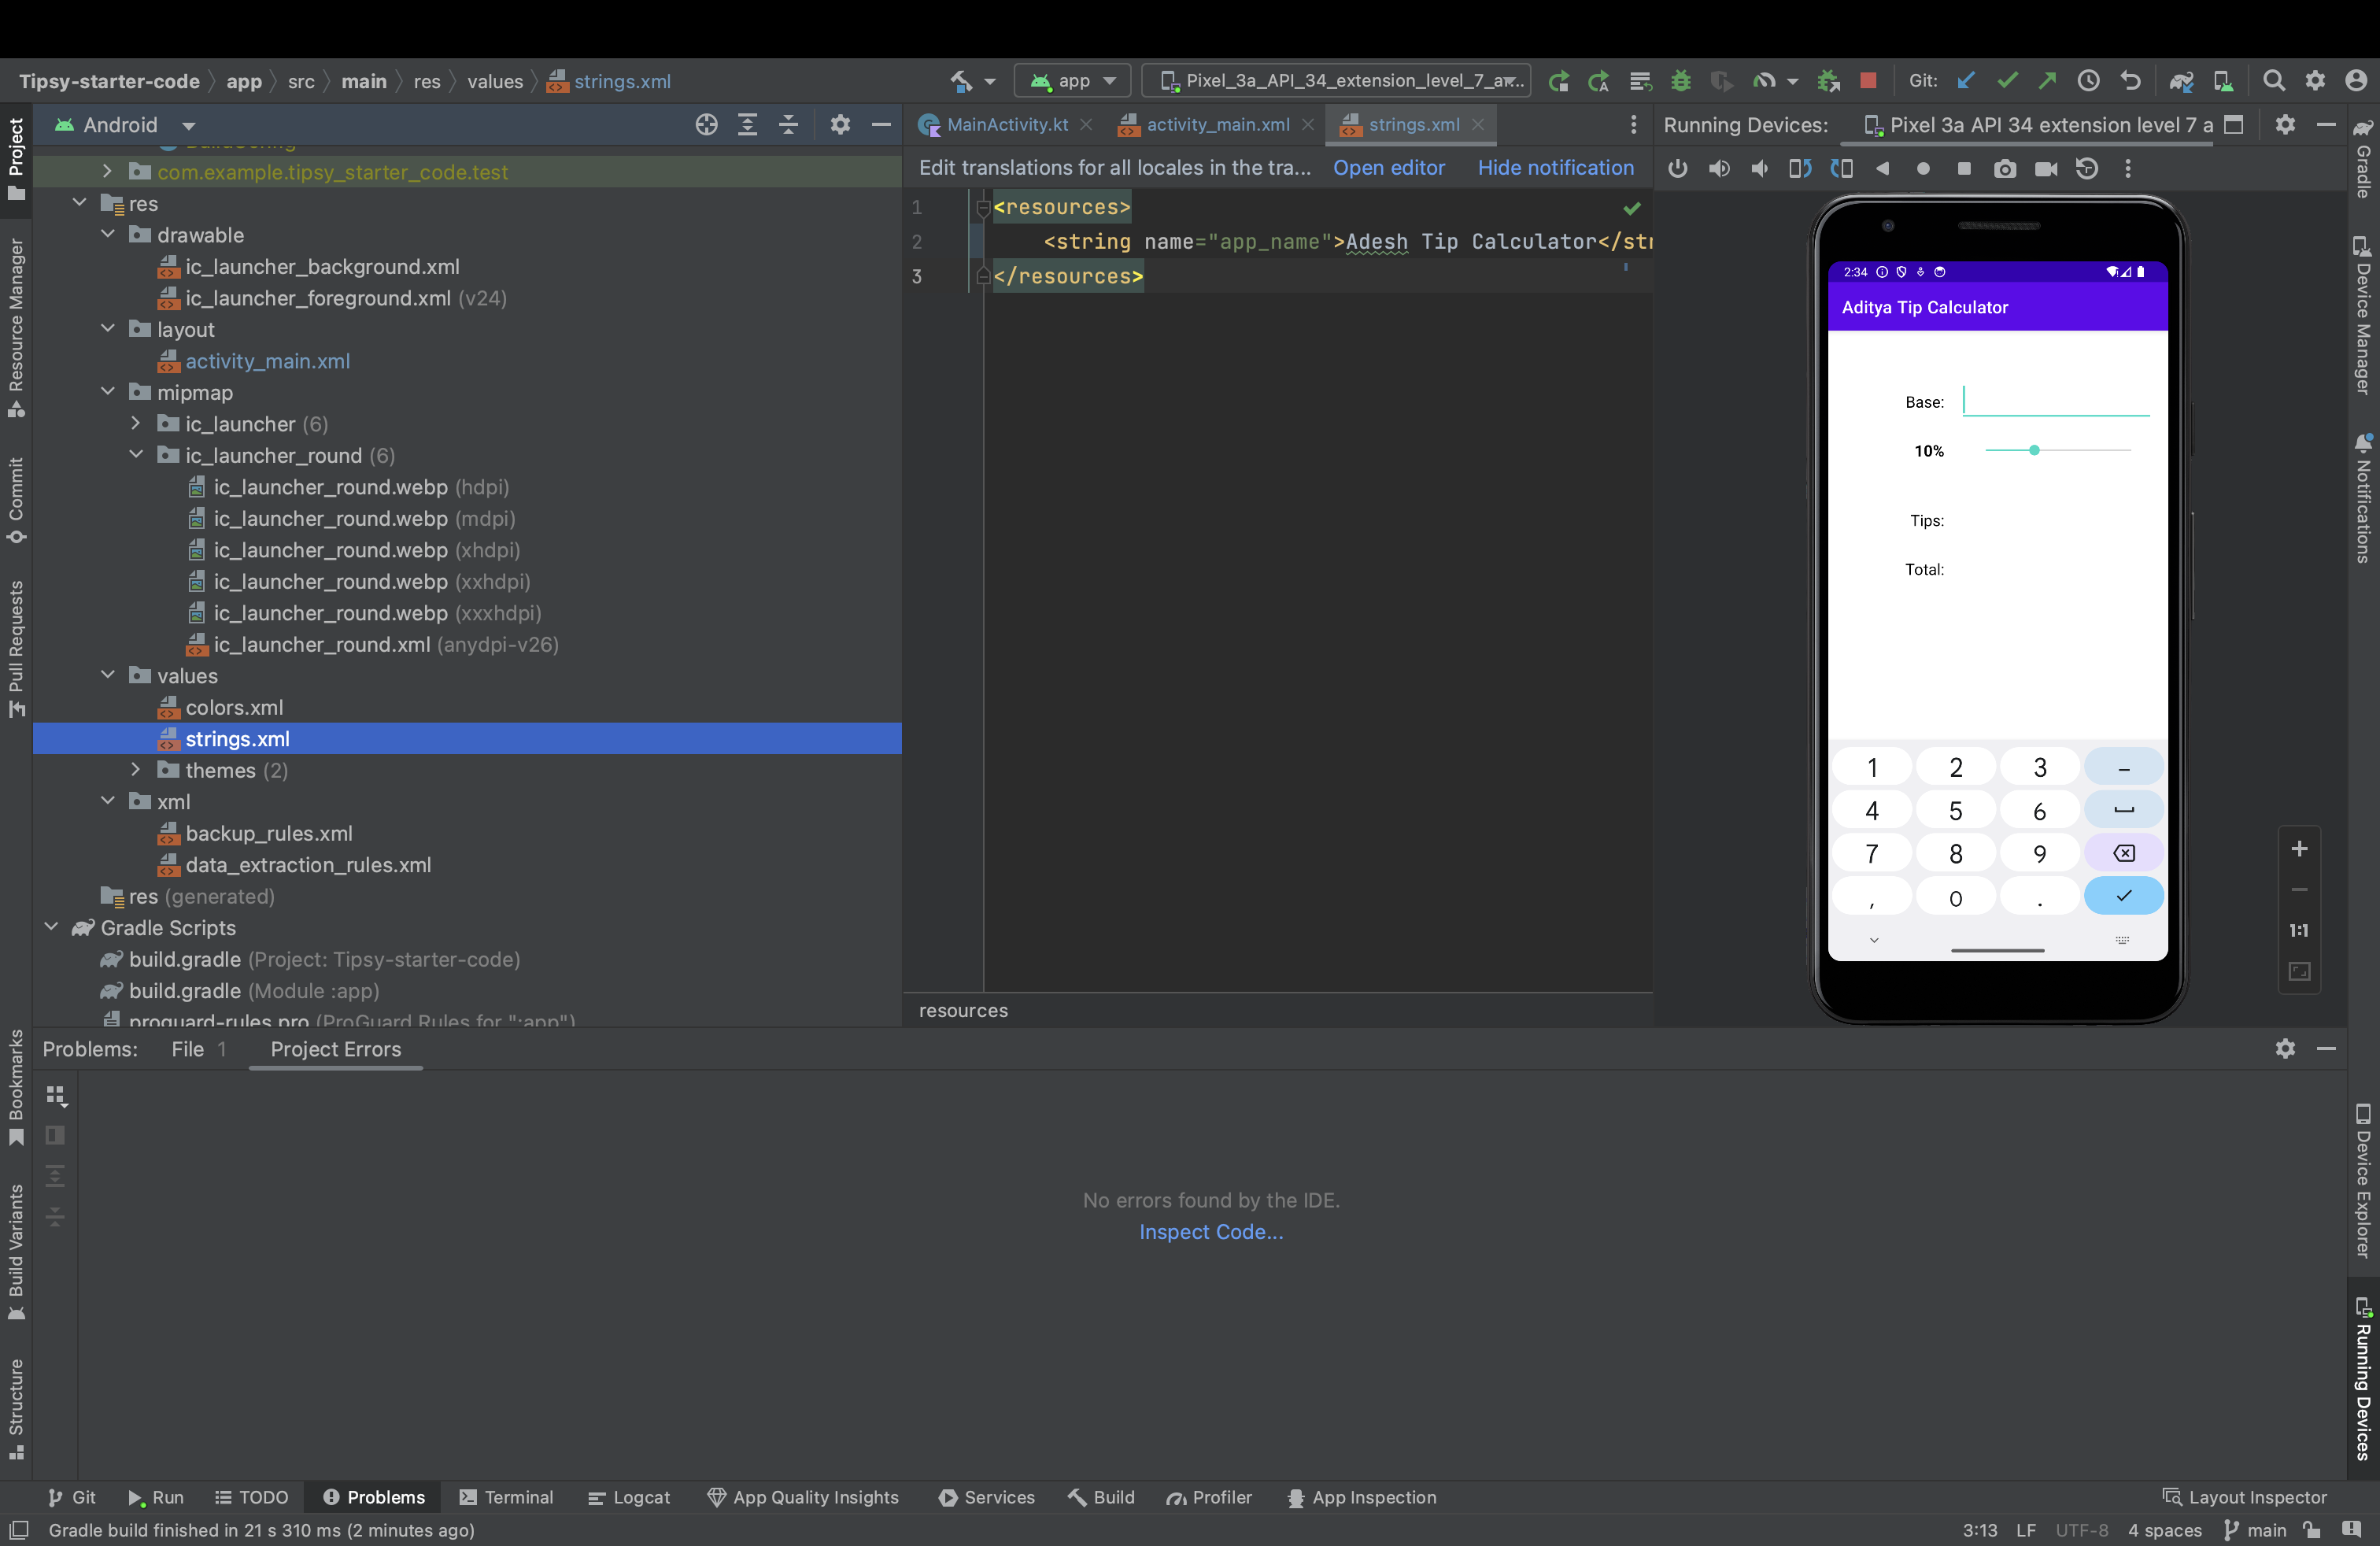 Tipsy-starter-code app src main res values strings.xml
app Pixel_3a_API_34_extension_level_7_a Git:
Project
Resource Manager
Commit
Pull Requests
Bookmarks
Build Variants
Structure
Android
com.example.tipsy_starter_code.test
res
drawable
ic_launcher_background.xml
ic_launcher_foreground.xml (v24)
layout
activity_main.xml
mipmap
ic_launcher (6)
ic_launcher_round (6)
ic_launcher_round.webp (hdpi)
ic_launcher_round.webp (mdpi)
ic_launcher_round.webp (xhdpi)
ic_launcher_round.webp (xxhdpi)
ic_launcher_round.webp (xxxhdpi)
ic_launcher_round.xml (anydpi-v26)
values
colors.xml
strings.xml
themes (2)
xml
backup_rules.xml
data_extraction_rules.xml
res (generated)
Gradle Scripts
build.gradle (Project: Tipsy-starter-code)
build.gradle (Module :app)
proguard-rules.pro (ProGuard Rules for ":app")
MainActivity.kt activity_main.xml strings.xml
Edit translations for all locales in the tra... Open editor Hide notification
1 <resources>
2 <string name="app_name">Adesh Tip Calculator</str
3 </resources>
resources
Running Devices: Pixel 3a API 34 extension level 7 a
2:34
Aditya Tip Calculator
Base:
10%
Tips:
Total:
1 2 3 –
4 5 6
7 8 9
, 0 .
1:1
Gradle
Device Manager
Notifications
Device Explorer
Running Devices
Problems: File 1 Project Errors
No errors found by the IDE.
Inspect Code...
Git Run TODO Problems Terminal Logcat App Quality Insights Services Build Profiler App Inspection Layout Inspector
Gradle build finished in 21 s 310 ms (2 minutes ago) 3:13 LF UTF-8 4 spaces main